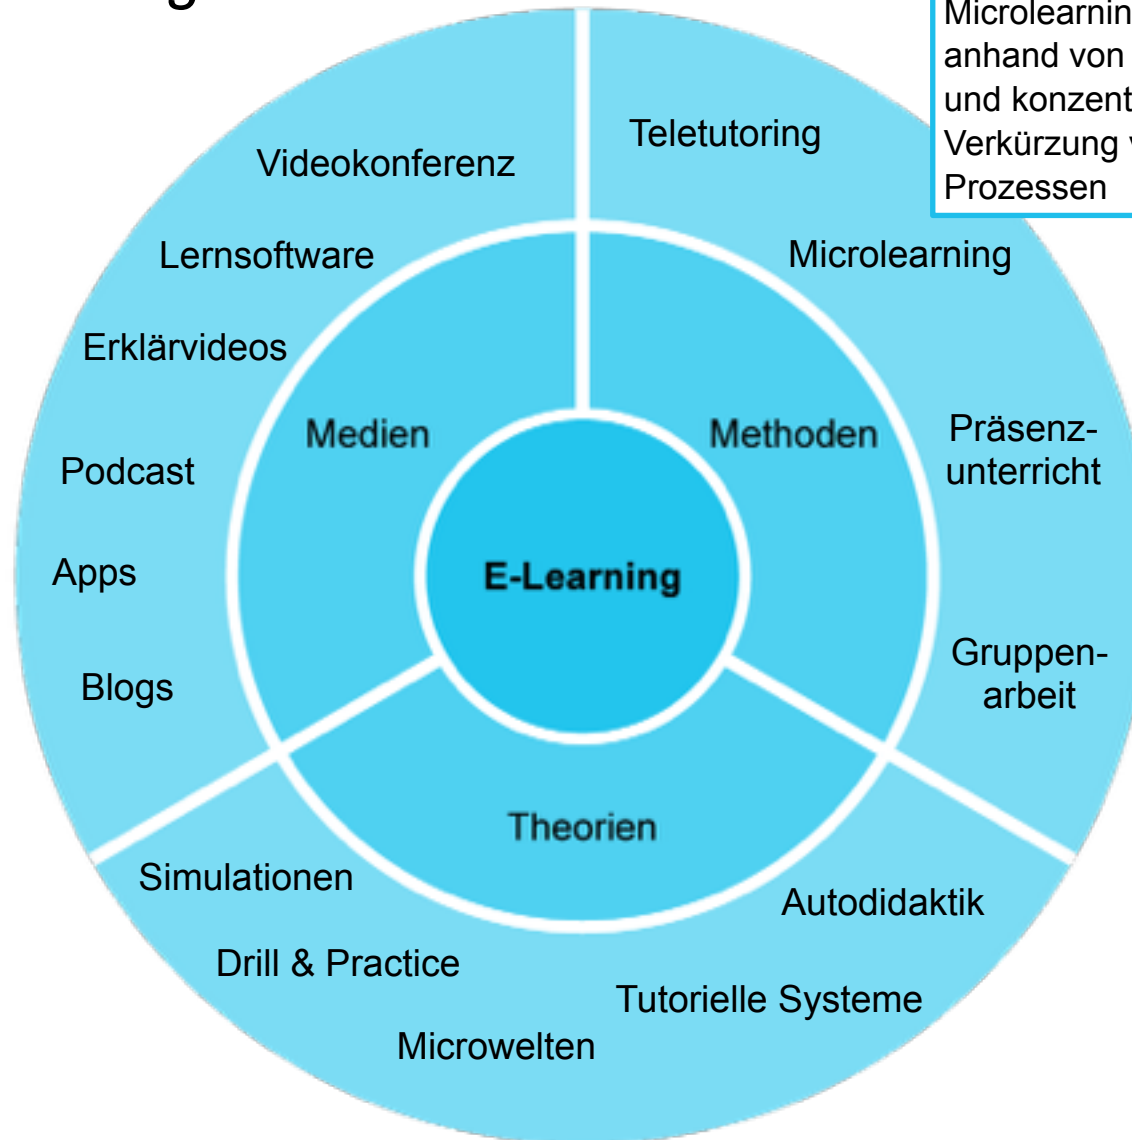 Microlearnin
anhand von
und konzent
Verkürzung v
Prozessen
Teletutoring
Videokonferenz
Lernsoftware
Microlearning
Erklärvideos
Medien
Methoden
Präsenz-
unterricht
Podcast
Apps
E-Learning
Blogs
Gruppen-
arbeit
Theorien
Simulationen
Autodidaktik
Drill & Practice
Tutorielle Systeme
Microwelten